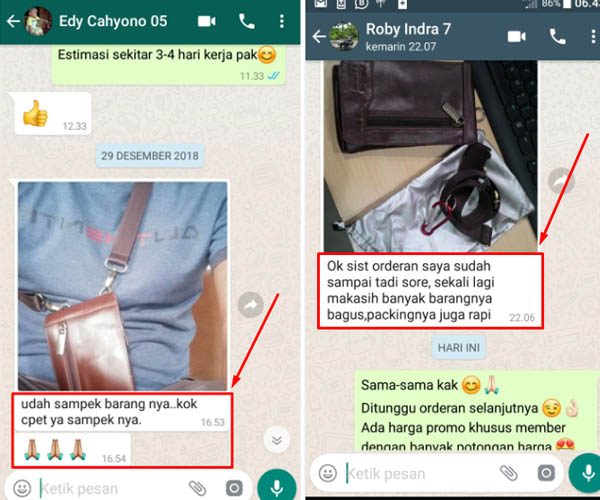 Edy Cahyono 05
Estimasi sekitar 3-4 hari kerja pak😊
11.33
👍
12.33
29 DESEMBER 2018
udah sampek barang nya..kok
cpet ya sampek nya.
16.53
🙏🏽🙏🏽🙏🏽
16.54
Ketik pesan
86%
06.43
Roby Indra 7
kemarin 22.07
Ok sist orderan saya sudah
sampai tadi sore, sekali lagi
makasih banyak barangnya
bagus,packingnya juga rapi
22.06
HARI INI
Sama-sama kak 😊🙏🏻
Ditunggu orderan selanjutnya 😉👌🏻
Ada harga promo khusus member
dengan banyak potongan harga 😍
Ketik pesan